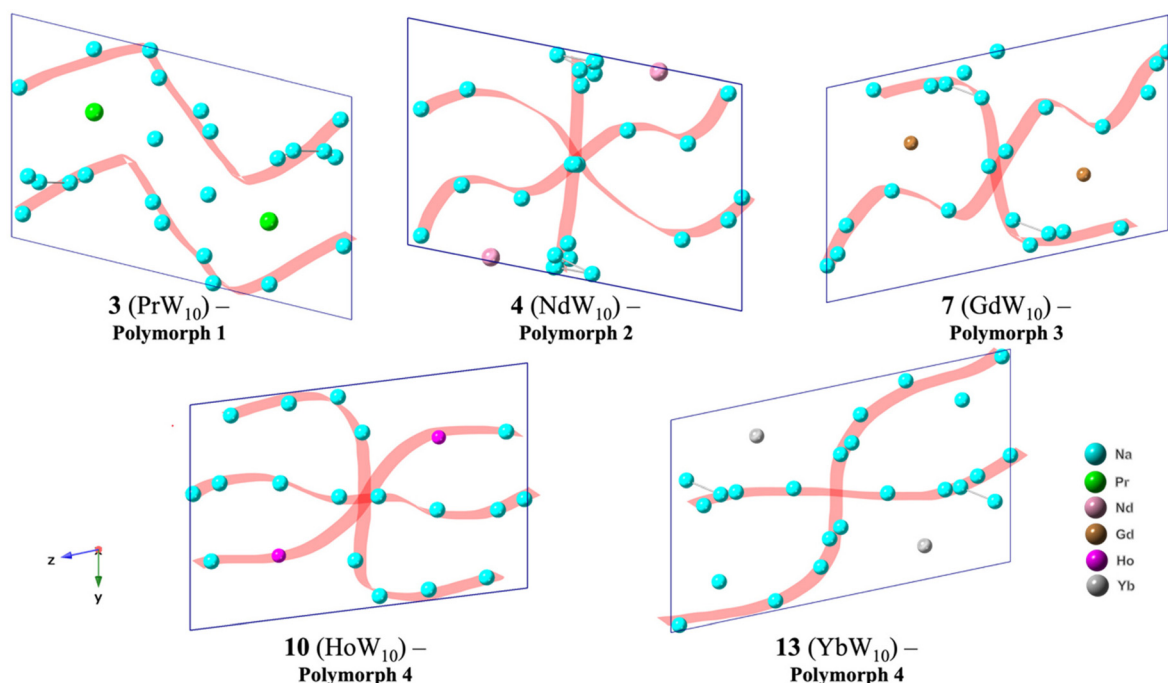 3 (PrW10) –
Polymorph 1
4 (NdW10) –
Polymorph 2
7 (GdW10) –
Polymorph 3
10 (HoW10) –
Polymorph 4
13 (YbW10) –
Polymorph 4
z
y
Na
Pr
Nd
Gd
Ho
Yb